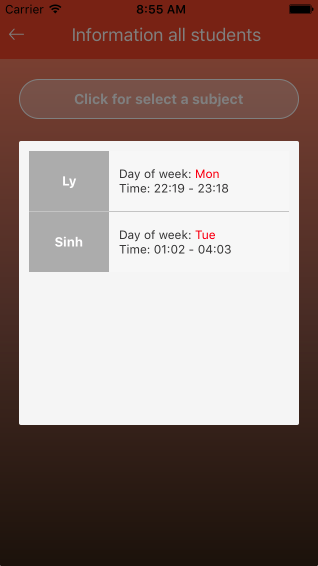 Carrier 8:55 AM
Information all students
Click for select a subject
Ly
Day of week: Mon
Time: 22:19 - 23:18
Sinh
Day of week: Tue
Time: 01:02 - 04:03